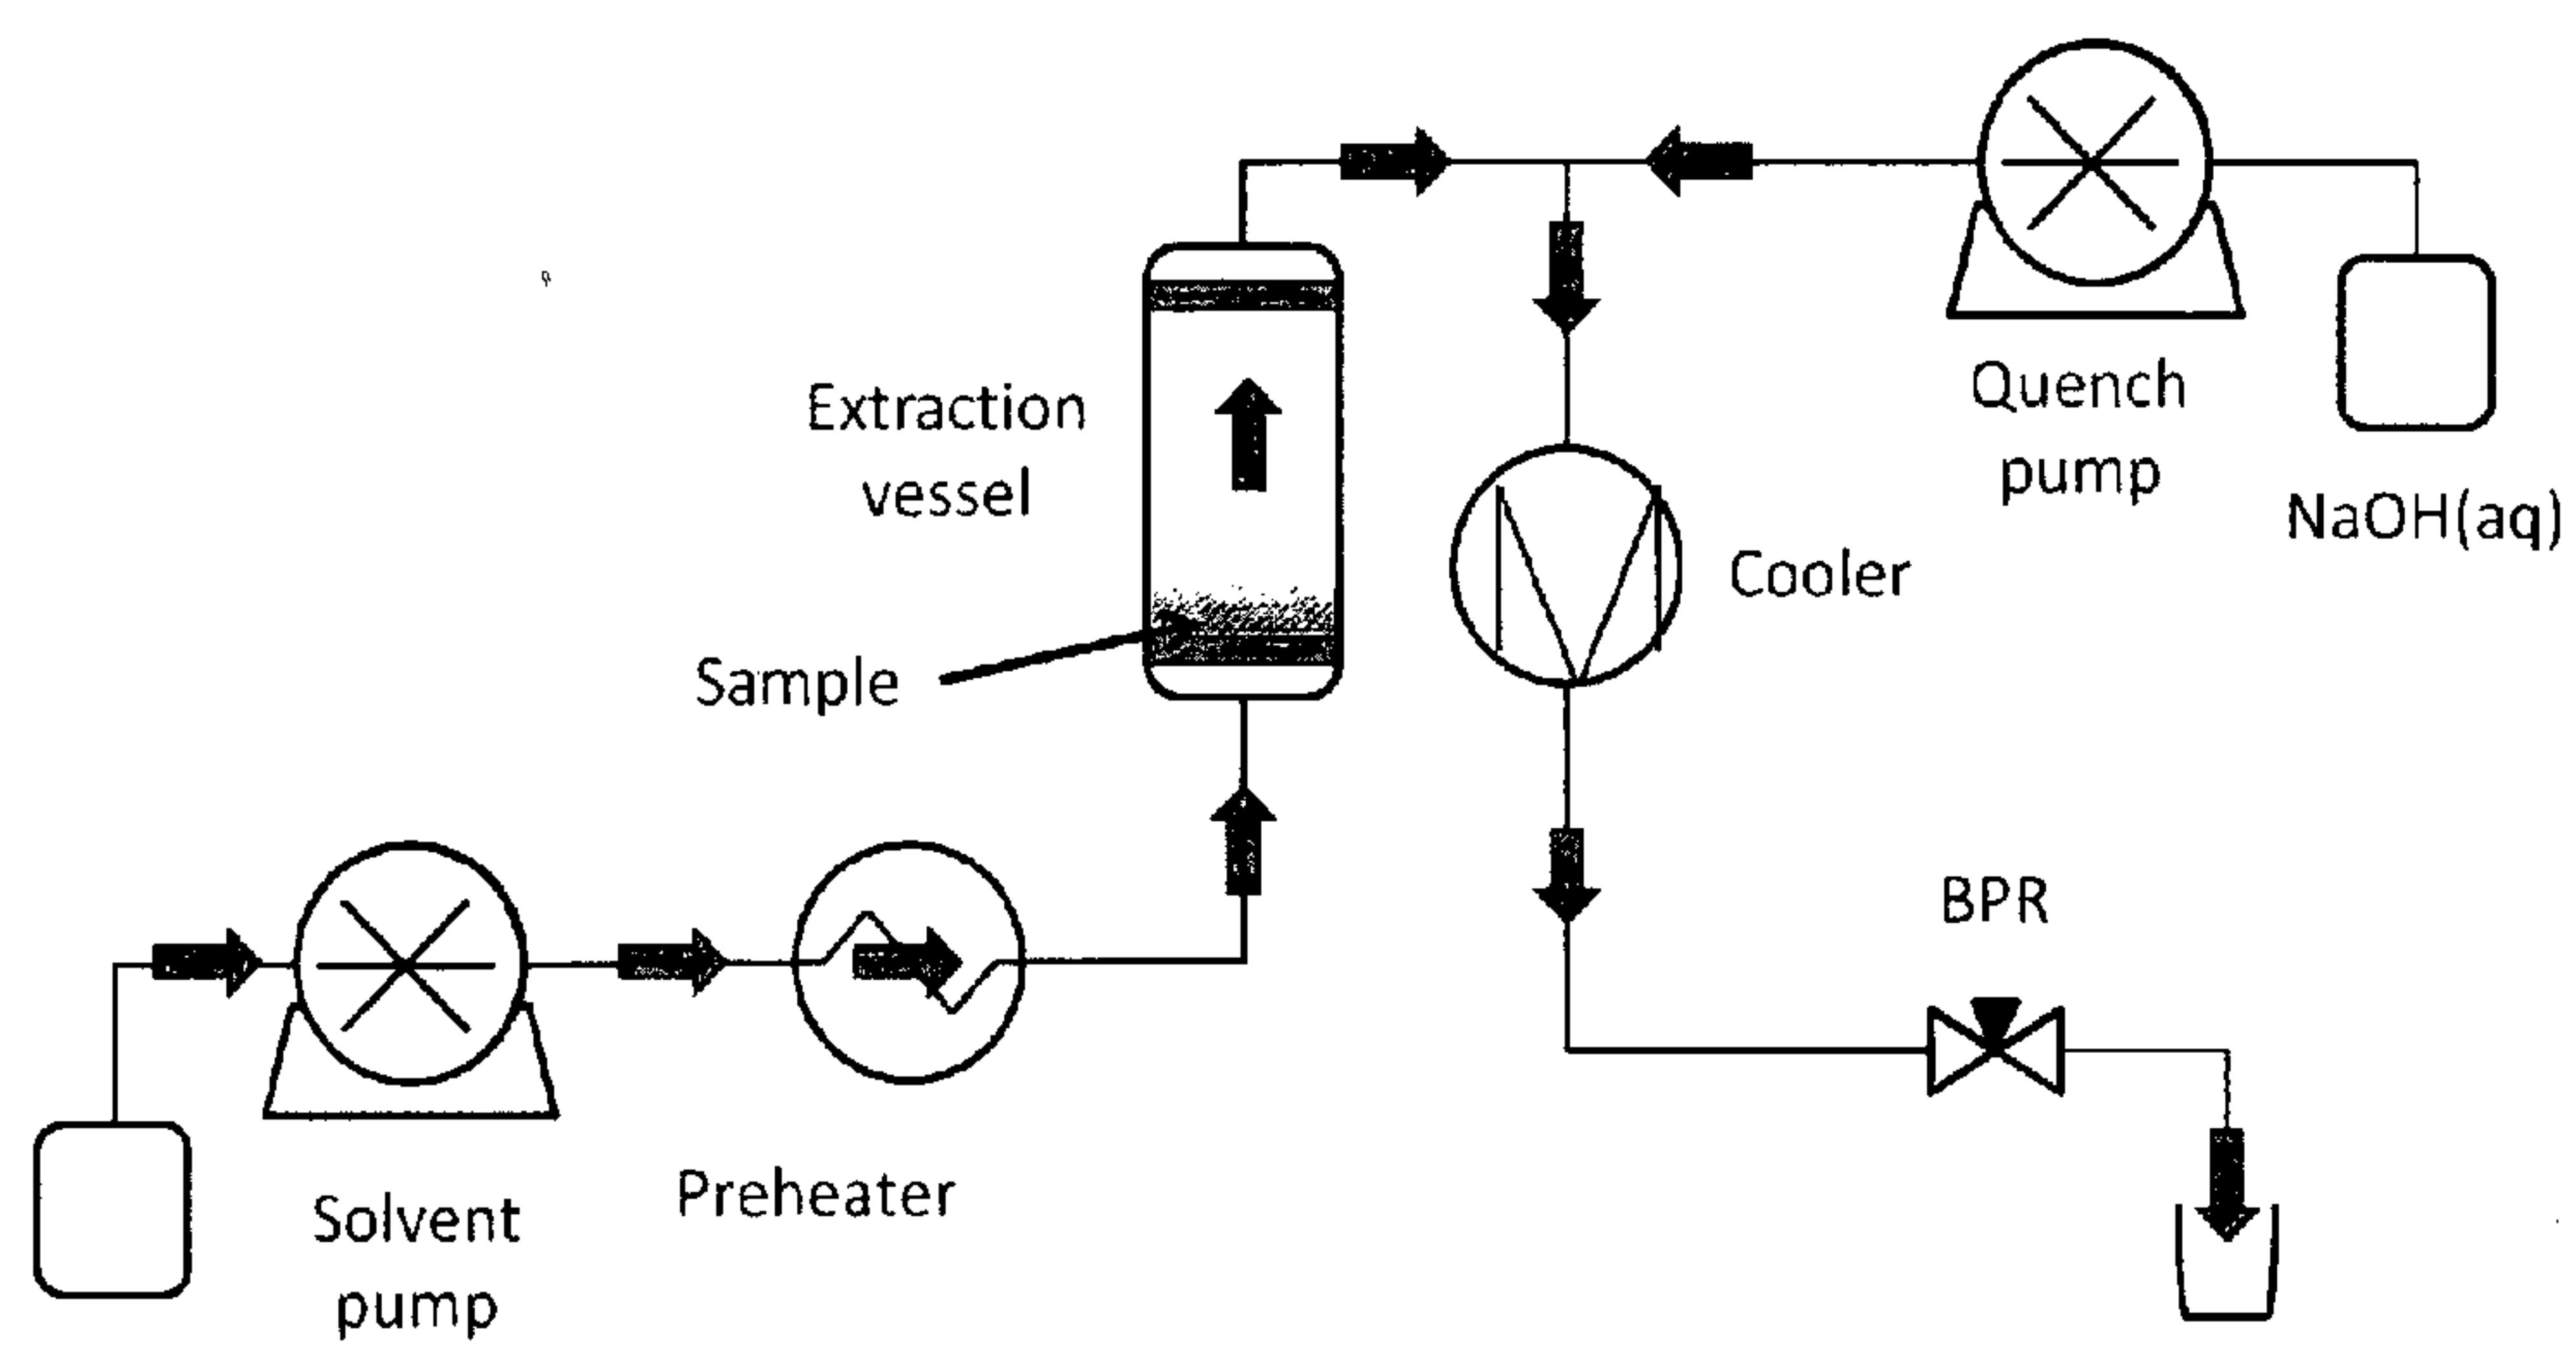 Extraction
vessel
Sample
Solvent
pump
Preheater
Cooler
Quench
pump
NaOH(aq)
BPR